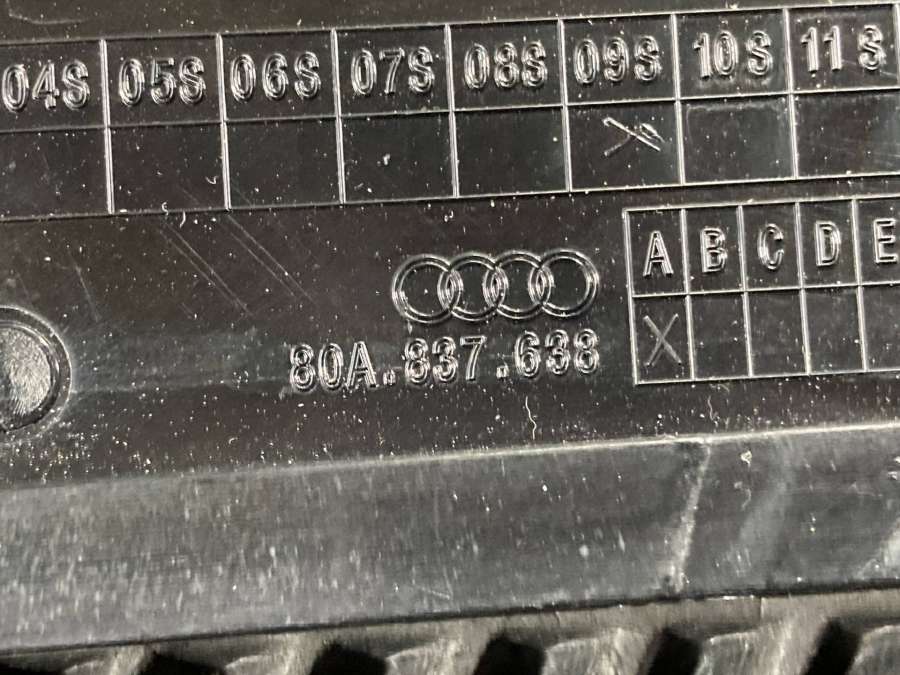 04S 05S 06S 07S 08S 09S 10S 11S
X
A B C D E
80A.837.638
X